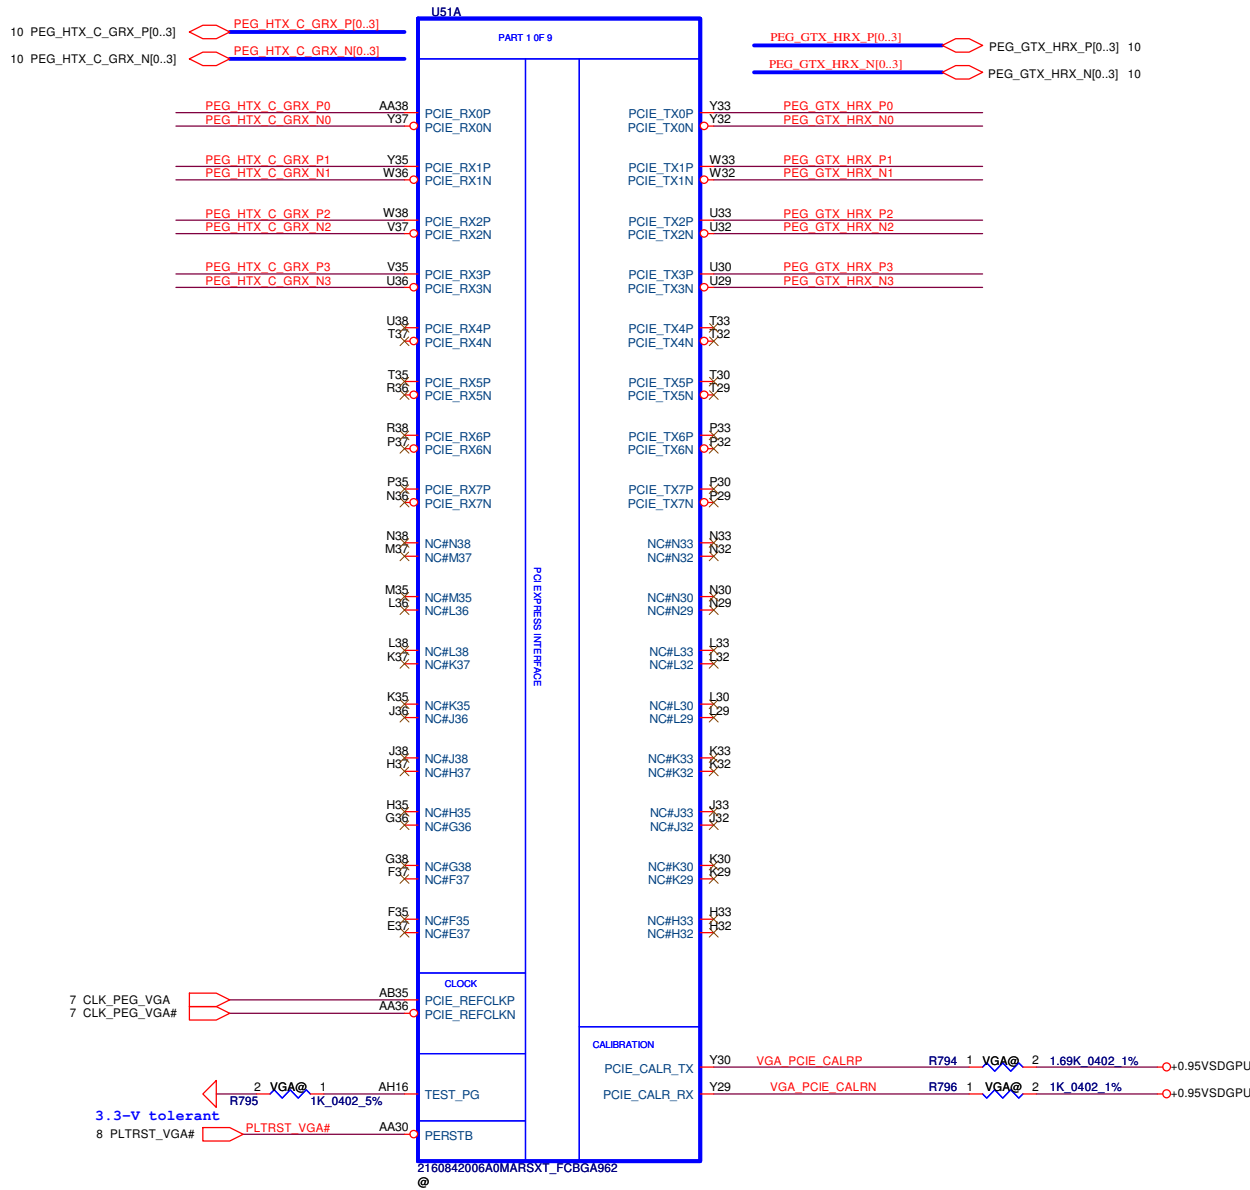 U51A
PART 1 0F 9
10 PEG_HTX_C_GRX_P[0..3] PEG_HTX_C_GRX_P[0..3]
10 PEG_HTX_C_GRX_N[0..3] PEG_HTX_C_GRX_N[0..3]
PEG_GTX_HRX_P[0..3] PEG_GTX_HRX_P[0..3] 10
PEG_GTX_HRX_N[0..3] PEG_GTX_HRX_N[0..3] 10
PEG_HTX_C_GRX_P0 AA38 PCIE_RX0P PCIE_TX0P Y33 PEG_GTX_HRX_P0
PEG_HTX_C_GRX_N0 Y37 PCIE_RX0N PCIE_TX0N Y32 PEG_GTX_HRX_N0
PEG_HTX_C_GRX_P1 Y35 PCIE_RX1P PCIE_TX1P W33 PEG_GTX_HRX_P1
PEG_HTX_C_GRX_N1 W36 PCIE_RX1N PCIE_TX1N W32 PEG_GTX_HRX_N1
PEG_HTX_C_GRX_P2 W38 PCIE_RX2P PCIE_TX2P U33 PEG_GTX_HRX_P2
PEG_HTX_C_GRX_N2 V37 PCIE_RX2N PCIE_TX2N U32 PEG_GTX_HRX_N2
PEG_HTX_C_GRX_P3 V35 PCIE_RX3P PCIE_TX3P U30 PEG_GTX_HRX_P3
PEG_HTX_C_GRX_N3 U36 PCIE_RX3N PCIE_TX3N U29 PEG_GTX_HRX_N3
U38 PCIE_RX4P PCIE_TX4P T33
T37 PCIE_RX4N PCIE_TX4N T32
T35 PCIE_RX5P PCIE_TX5P T30
R36 PCIE_RX5N PCIE_TX5N T29
R38 PCIE_RX6P PCIE_TX6P P33
P37 PCIE_RX6N PCIE_TX6N P32
P35 PCIE_RX7P PCIE_TX7P P30
N36 PCIE_RX7N PCIE_TX7N P29
N38 NC#N38 NC#N33 N33
M37 NC#M37 NC#N32 N32
M35 NC#M35 NC#N30 N30
L36 NC#L36 NC#N29 N29
L38 NC#L38 NC#L33 L33
K37 NC#K37 NC#L32 L32
K35 NC#K35 NC#L30 L30
J36 NC#J36 NC#L29 L29
J38 NC#J38 NC#K33 K33
H37 NC#H37 NC#K32 K32
H35 NC#H35 NC#J33 J33
G36 NC#G36 NC#J32 J32
G38 NC#G38 NC#K30 K30
F37 NC#F37 NC#K29 K29
F35 NC#F35 NC#H33 H33
E37 NC#E37 NC#H32 H32
PCI EXPRESS INTERFACE
CLOCK
7 CLK_PEG_VGA AB35 PCIE_REFCLKP
7 CLK_PEG_VGA# AA36 PCIE_REFCLKN
CALIBRATION
PCIE_CALR_TX Y30 VGA_PCIE_CALRP R794 1 VGA@ 2 1.69K_0402_1% +0.95VSDGPU
PCIE_CALR_RX Y29 VGA_PCIE_CALRN R796 1 VGA@ 2 1K_0402_1% +0.95VSDGPU
2 VGA@ 1 AH16 TEST_PG
R795 1K_0402_5%
3.3-V tolerant
8 PLTRST_VGA# PLTRST_VGA# AA30 PERSTB
2160842006A0MARSXT_FCBGA962
@